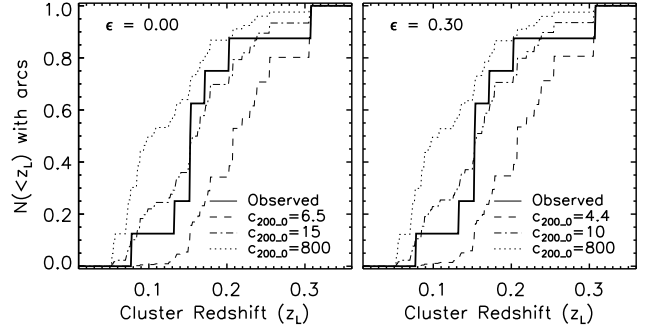 N(<z_L) with arcs
1.0
0.8
0.6
0.4
0.2
0.0
ϵ = 0.00
Observed
c_200_0=6.5
c_200_0=15
c_200_0=800
0.1 0.2 0.3
Cluster Redshift (z_L)
ϵ = 0.30
Observed
c_200_0=4.4
c_200_0=10
c_200_0=800
0.1 0.2 0.3
Cluster Redshift (z_L)